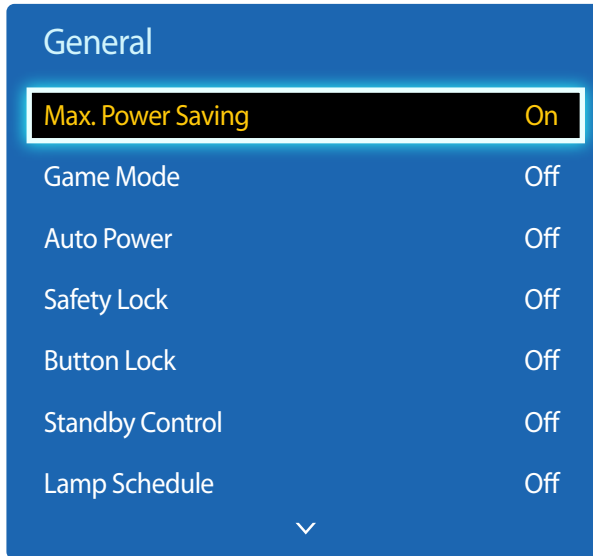 General
Max. Power Saving On
Game Mode Off
Auto Power Off
Safety Lock Off
Button Lock Off
Standby Control Off
Lamp Schedule Off